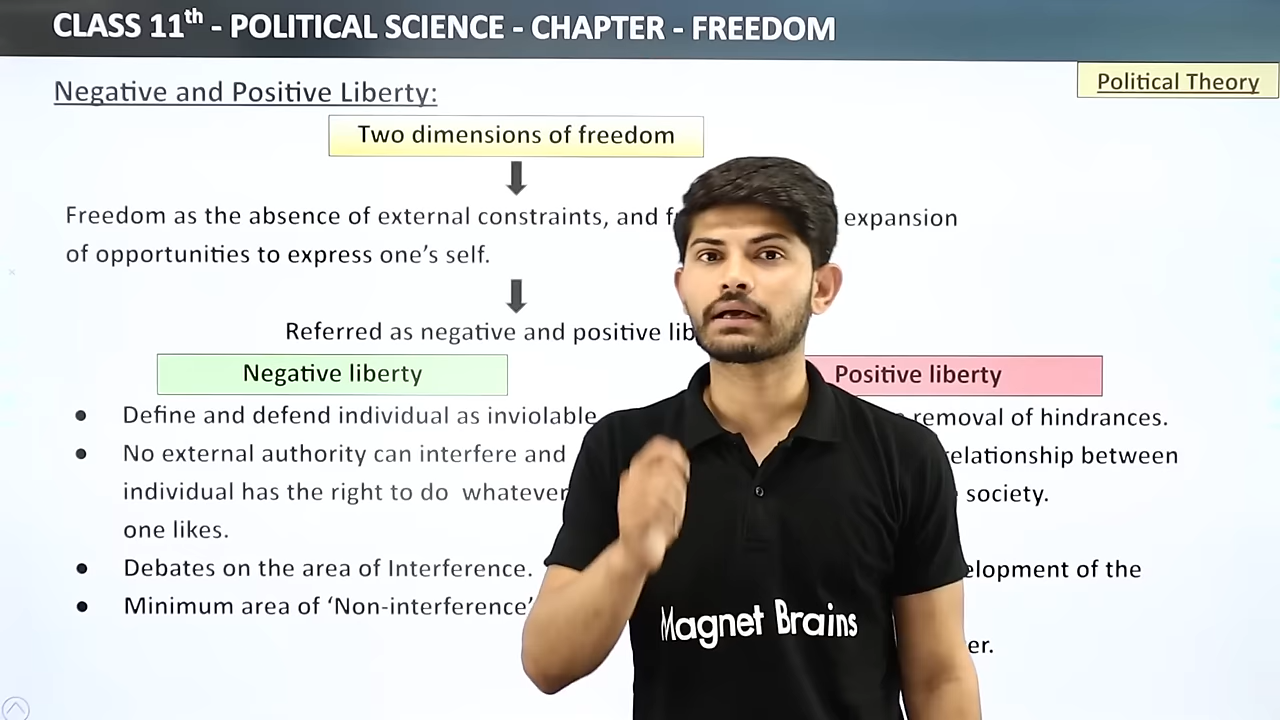 CLASS 11th - POLITICAL SCIENCE - CHAPTER - FREEDOM
Political Theory
Negative and Positive Liberty:
Two dimensions of freedom
Freedom as the absence of external constraints, and expansion
of opportunities to express one's self.
Referred as negative and positive
Negative liberty
Positive liberty
● Define and defend individual as inviolable
removal of hindrances.
● No external authority can interfere and
individual has the right to do whatever
one likes.
relationship between
society.
● Debates on the area of Interference.
of the
● Minimum area of 'Non-interference'
Magnet Brains